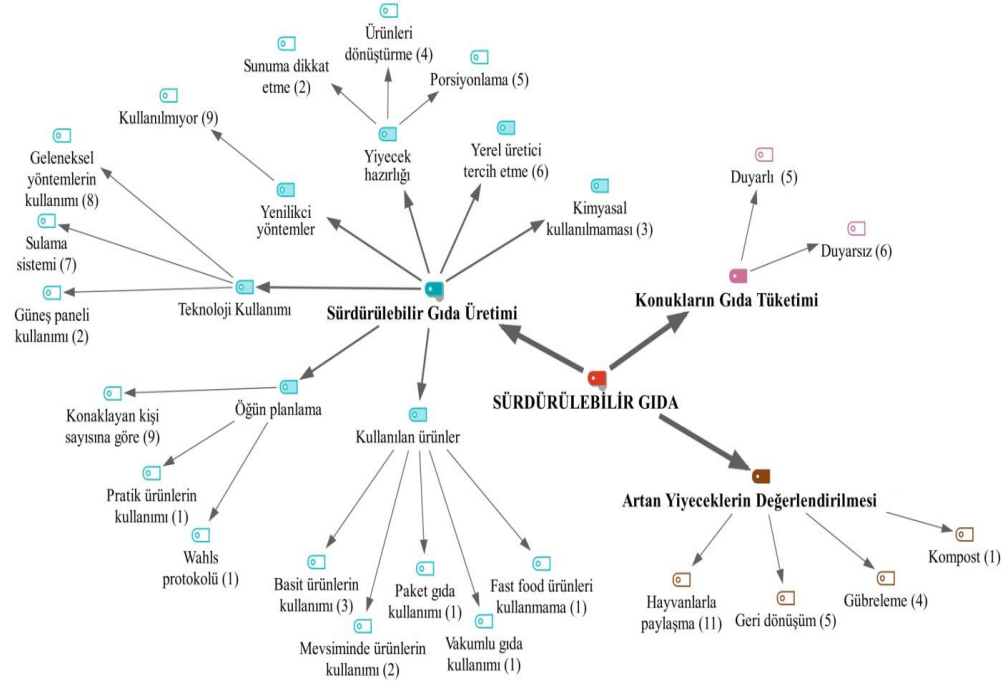 Ürünleri
dönüştürme (4)
Sunuma dikkat
etme (2)
Porsiyonlama (5)
Kullanılmıyor (9)
Yiyecek
hazırlığı
Yerel üretici
tercih etme (6)
Geleneksel
yöntemlerin
kullanımı (8)
Yenilikci
yöntemler
Kimyasal
kullanılmaması (3)
Duyarlı (5)
Duyarsız (6)
Sulama
sistemi (7)
Güneş paneli
kullanımı (2)
Teknoloji Kullanımı
Sürdürülebilir Gıda Üretimi
Konukların Gıda Tüketimi
SÜRDÜRÜLEBİLİR GIDA
Konaklayan kişi
sayısına göre (9)
Öğün planlama
Kullanılan ürünler
Pratik ürünlerin
kullanımı (1)
Wahls
protokolü (1)
Artan Yiyeceklerin Değerlendirilmesi
Basit ürünlerin
kullanımı (3)
Paket gıda
kullanımı (1)
Fast food ürünleri
kullanmama (1)
Mevsiminde ürünlerin
kullanımı (2)
Vakumlu gıda
kullanımı (1)
Hayvanlarla
paylaşma (11)
Geri dönüşüm (5)
Gübreleme (4)
Kompost (1)